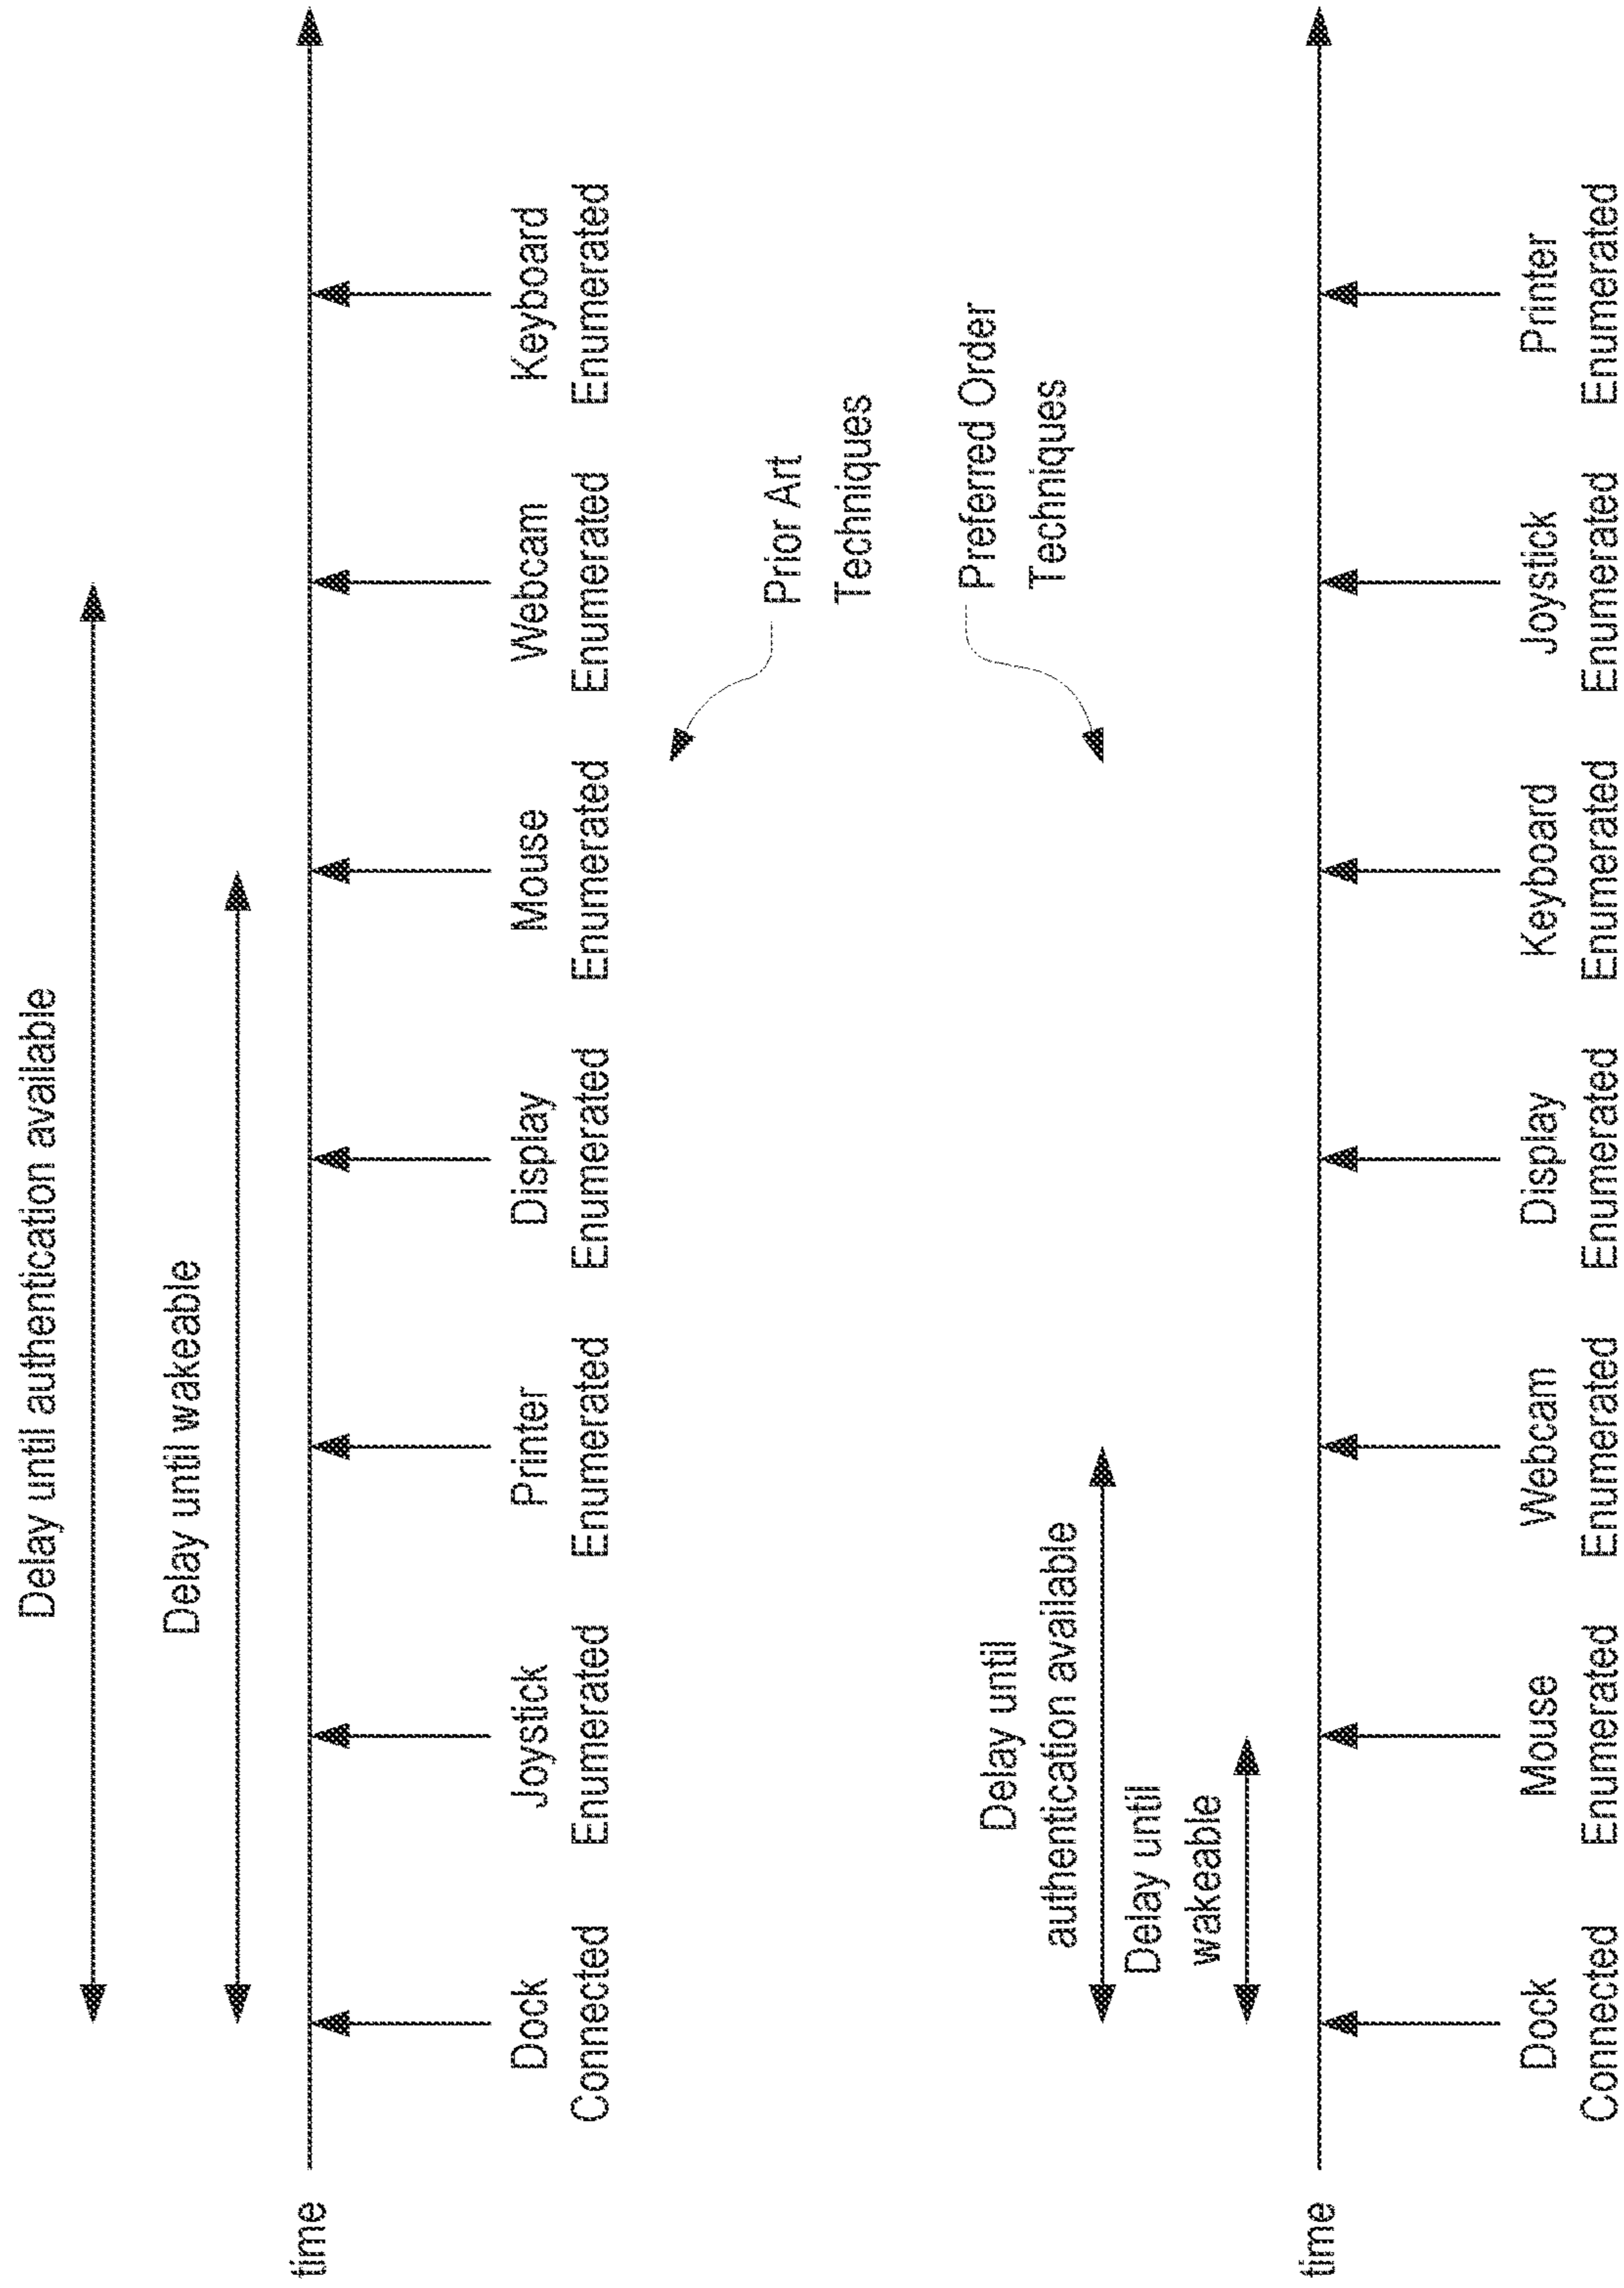 Delay until authentication available
Delay until wakeable
time
Dock
Connected
Joystick
Enumerated
Printer
Enumerated
Display
Enumerated
Mouse
Enumerated
Webcam
Enumerated
Keyboard
Enumerated
Prior Art
Techniques
Preferred Order
Techniques
Delay until
authentication available
Delay until
wakeable
time
Dock
Connected
Mouse
Enumerated
Webcam
Enumerated
Display
Enumerated
Keyboard
Enumerated
Joystick
Enumerated
Printer
Enumerated